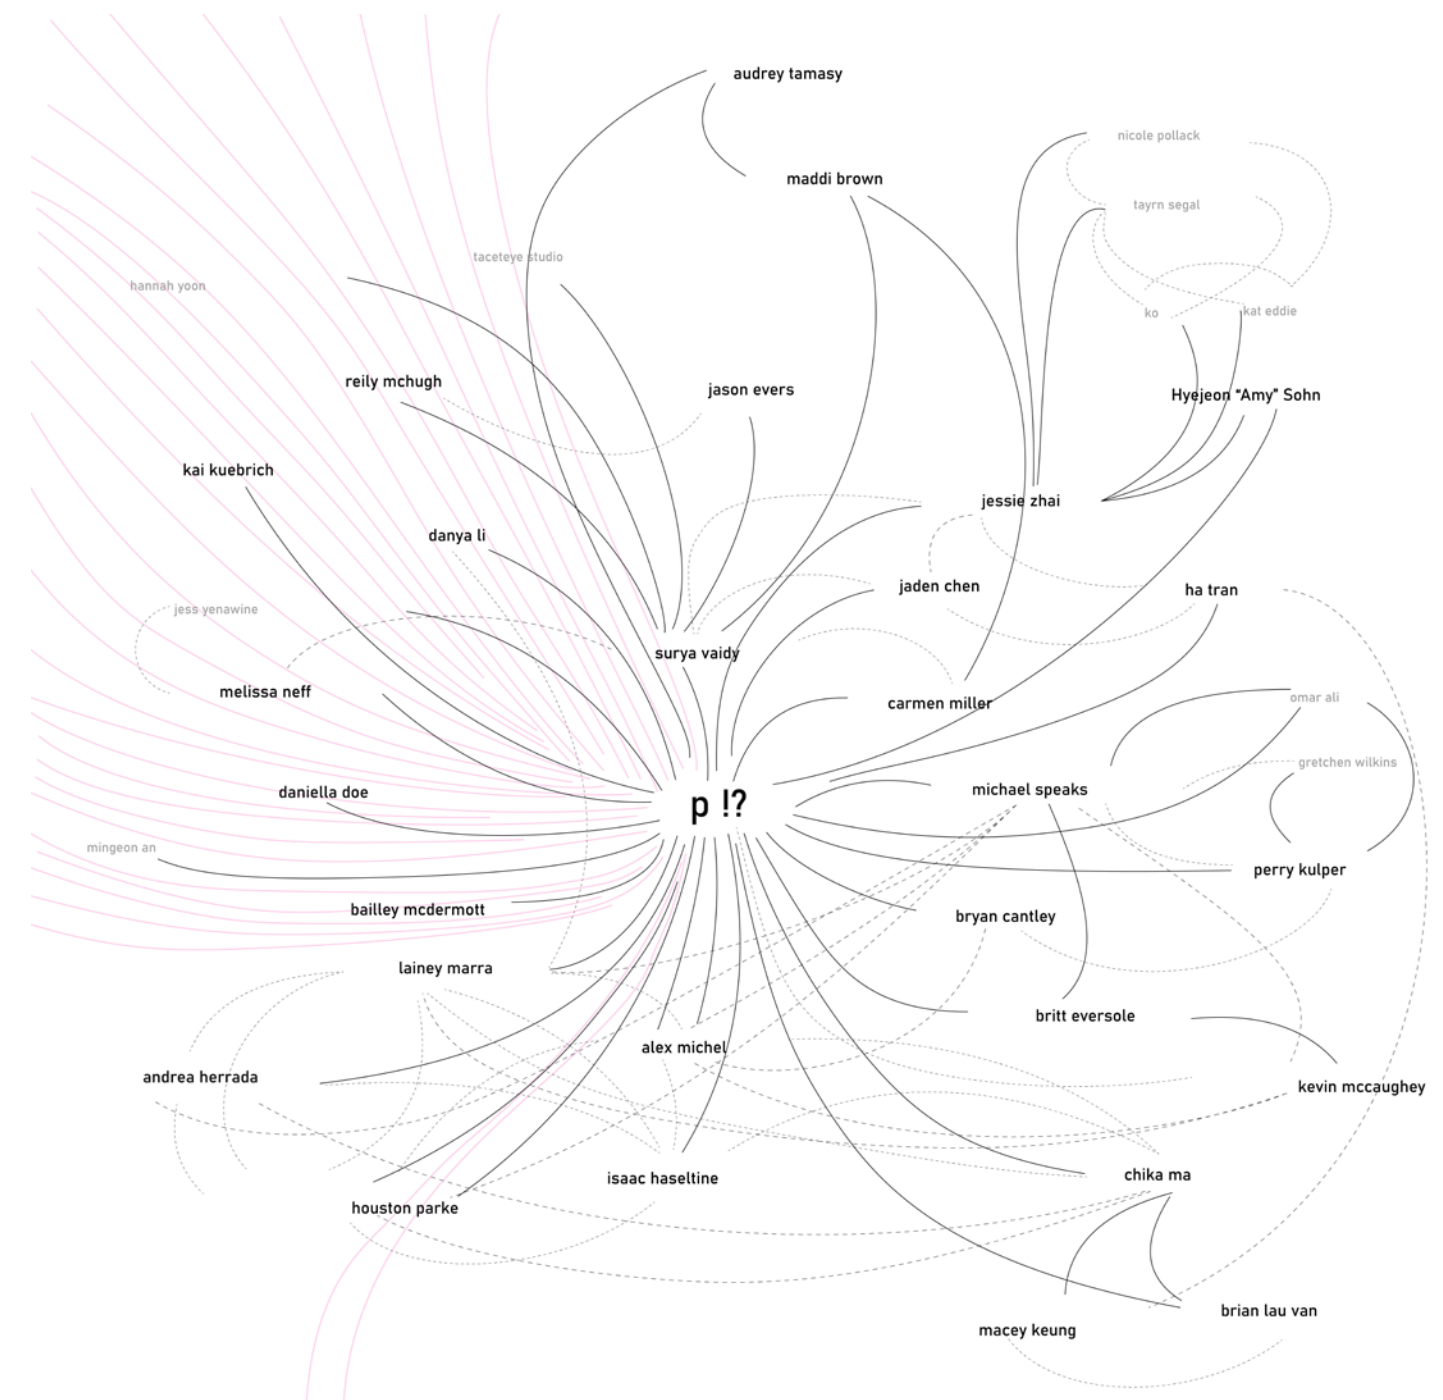 audrey tamasy
nicole pollack
maddi brown
tayrn segal
taceteye studio
hannah yoon
ko
kat eddie
reily mchugh
jason evers
Hyejeon “Amy” Sohn
kai kuebrich
jessie zhai
danya li
jaden chen
ha tran
jess yenawine
surya vaidy
melissa neff
carmen miller
omar ali
gretchen wilkins
daniella doe
p !?
michael speaks
mingeon an
perry kulper
bailley mcdermott
bryan cantley
lainey marra
britt eversole
alex michel
andrea herrada
kevin mccaughey
isaac haseltine
chika ma
houston parke
brian lau van
macey keung